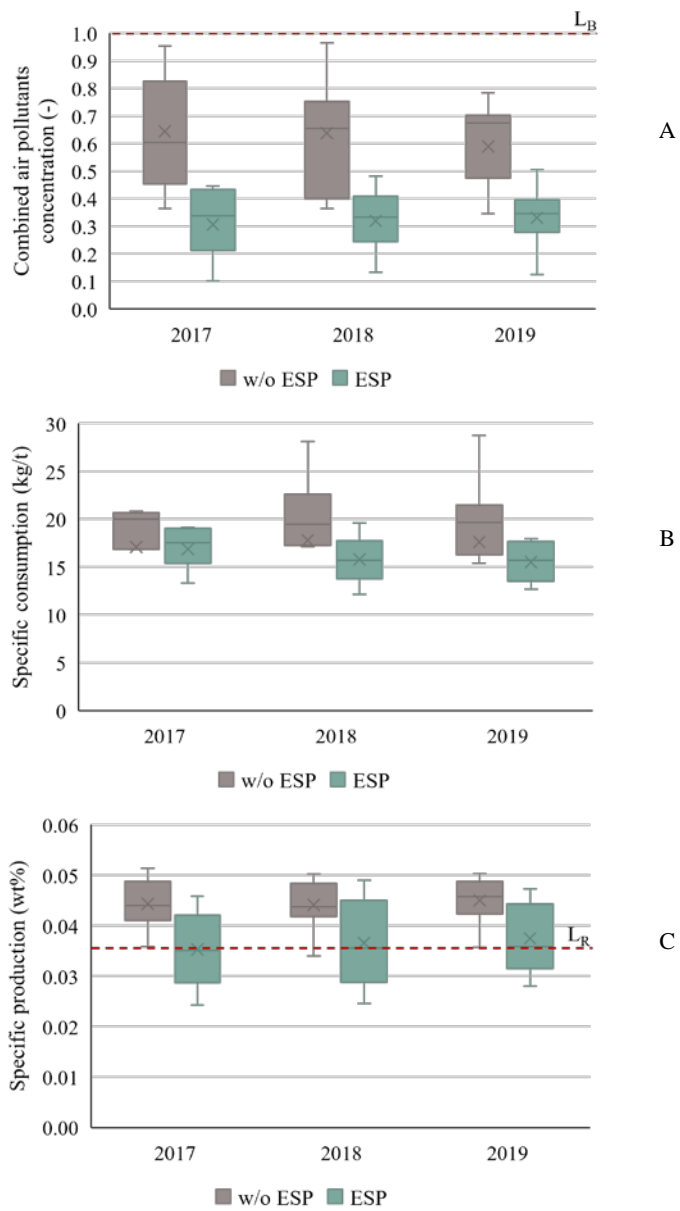 L_B
1.0
0.9
0.8
0.7
0.6
0.5
0.4
0.3
0.2
0.1
0.0
Combined air pollutants
concentration (-)
A
2017 2018 2019
w/o ESP ESP
30
25
20
15
10
5
0
Specific consumption (kg/t)
B
2017 2018 2019
w/o ESP ESP
0.06
0.05
0.04
0.03
0.02
0.01
0.00
Specific production (wt%)
L_R
C
2017 2018 2019
w/o ESP ESP